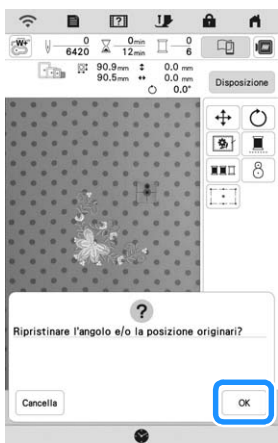 W+
0
6420
0min
12min
0
6
90.9mm 0.0 mm
90.5mm 0.0 mm
0.0°
Disposizione
Ripristinare l'angolo e/o la posizione originari?
Cancella
OK